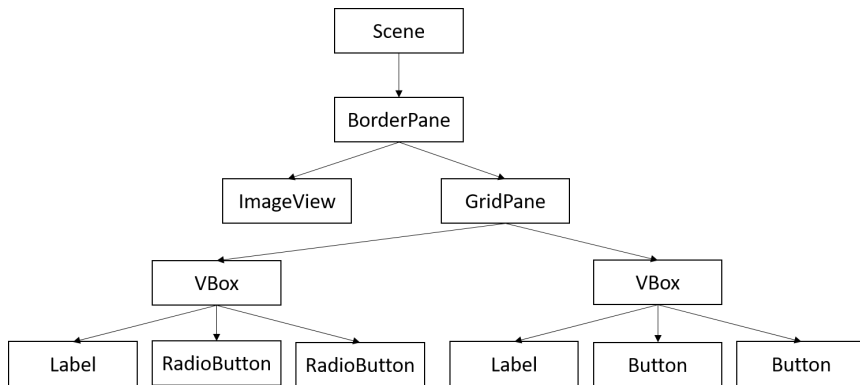 Scene
BorderPane
ImageView
GridPane
VBox
VBox
Label
RadioButton
RadioButton
Label
Button
Button